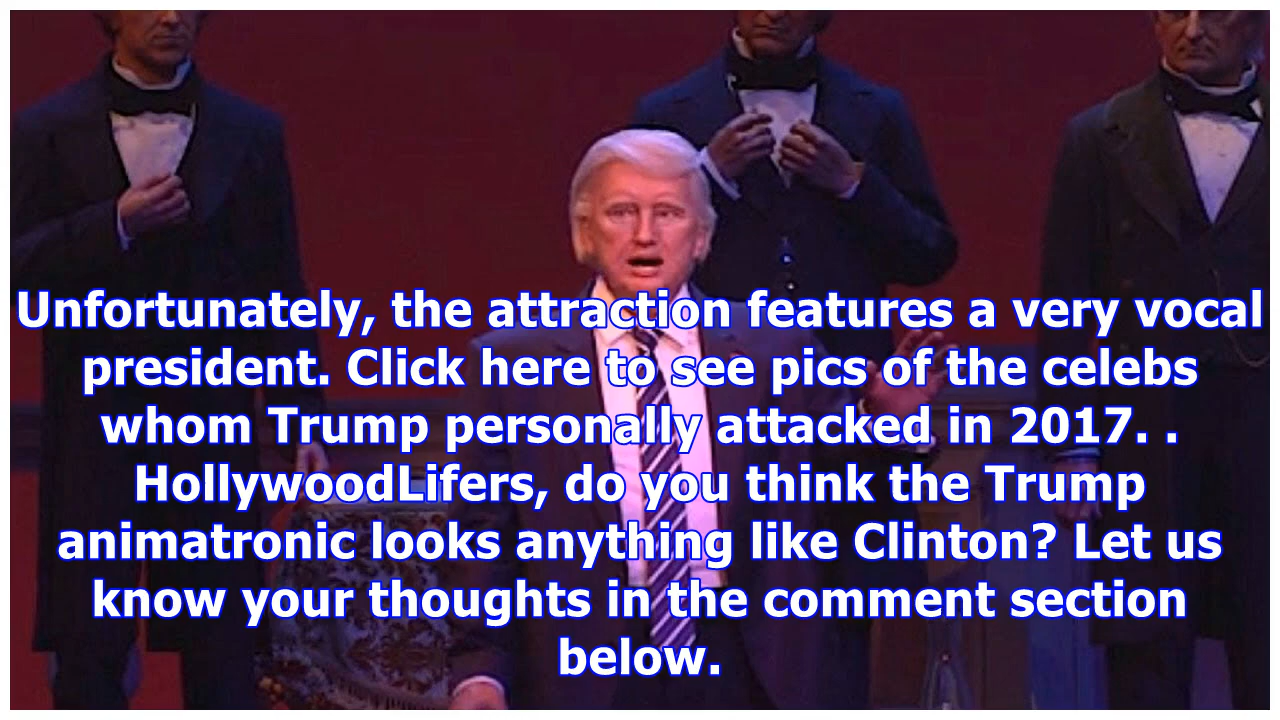 Unfortunately, the attraction features a very vocal
president. Click here to see pics of the celebs
whom Trump personally attacked in 2017. .
HollywoodLifers, do you think the Trump
animatronic looks anything like Clinton? Let us
know your thoughts in the comment section
below.